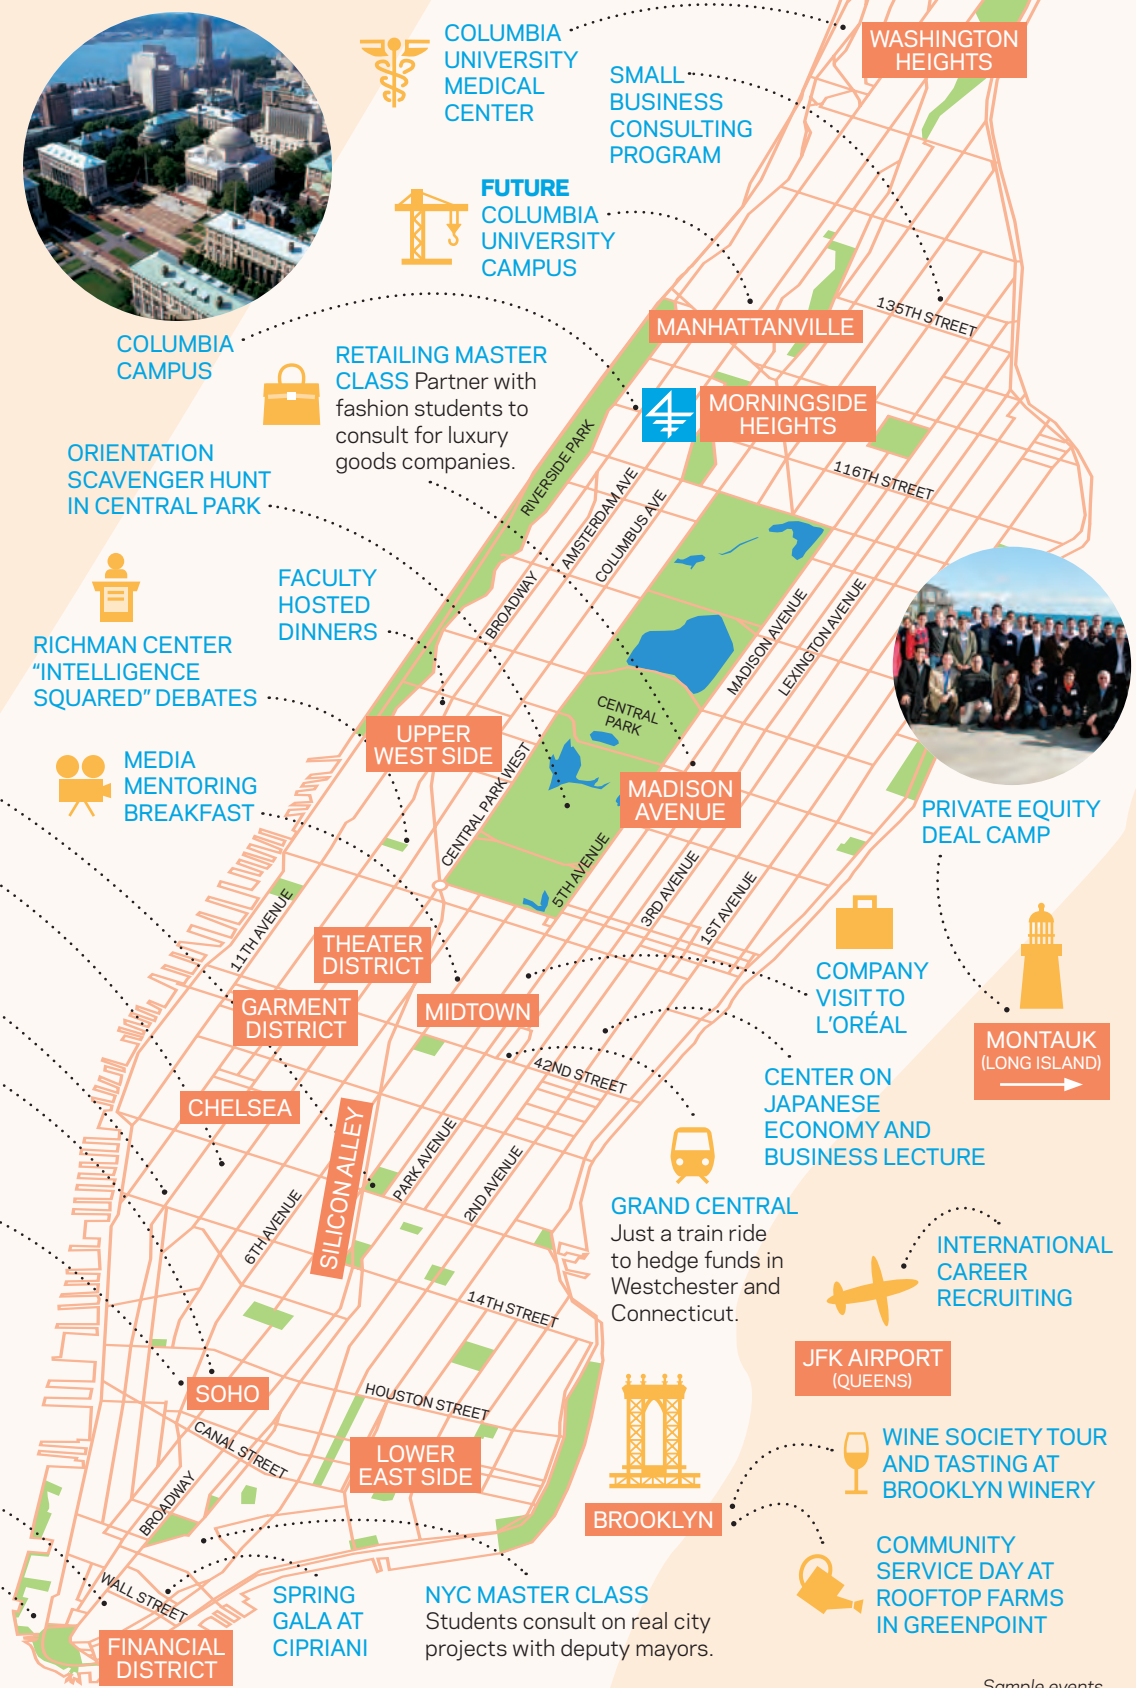 COLUMBIA
UNIVERSITY
MEDICAL
CENTER
WASHINGTON
HEIGHTS
SMALL
BUSINESS
CONSULTING
PROGRAM
FUTURE
COLUMBIA
UNIVERSITY
CAMPUS
135TH STREET
MANHATTANVILLE
COLUMBIA
CAMPUS
RETAILING MASTER
CLASS Partner with
fashion students to
consult for luxury
goods companies.
MORNINGSIDE
HEIGHTS
ORIENTATION
SCAVENGER HUNT
IN CENTRAL PARK
RIVERSIDE PARK
AMSTERDAM AVE
COLUMBUS AVE
116TH STREET
FACULTY
HOSTED
DINNERS
BROADWAY
MADISON AVENUE
LEXINGTON AVENUE
RICHMAN CENTER
“INTELLIGENCE
SQUARED” DEBATES
CENTRAL
PARK
UPPER
WEST SIDE
MEDIA
MENTORING
BREAKFAST
CENTRAL PARK WEST
MADISON
AVENUE
PRIVATE EQUITY
DEAL CAMP
5TH AVENUE
3RD AVENUE
1ST AVENUE
11TH AVENUE
THEATER
DISTRICT
COMPANY
VISIT TO
L’ORÉAL
GARMENT
DISTRICT
MIDTOWN
MONTAUK
(LONG ISLAND)
42ND STREET
CENTER ON
JAPANESE
ECONOMY AND
BUSINESS LECTURE
CHELSEA
SILICON ALLEY
PARK AVENUE
2ND AVENUE
6TH AVENUE
GRAND CENTRAL
Just a train ride
to hedge funds in
Westchester and
Connecticut.
INTERNATIONAL
CAREER
RECRUITING
14TH STREET
JFK AIRPORT
(QUEENS)
SOHO
HOUSTON STREET
CANAL STREET
LOWER
EAST SIDE
WINE SOCIETY TOUR
AND TASTING AT
BROOKLYN WINERY
BROADWAY
BROOKLYN
COMMUNITY
SERVICE DAY AT
ROOFTOP FARMS
IN GREENPOINT
WALL STREET
SPRING
GALA AT
CIPRIANI
NYC MASTER CLASS
Students consult on real city
projects with deputy mayors.
FINANCIAL
DISTRICT
Sample events